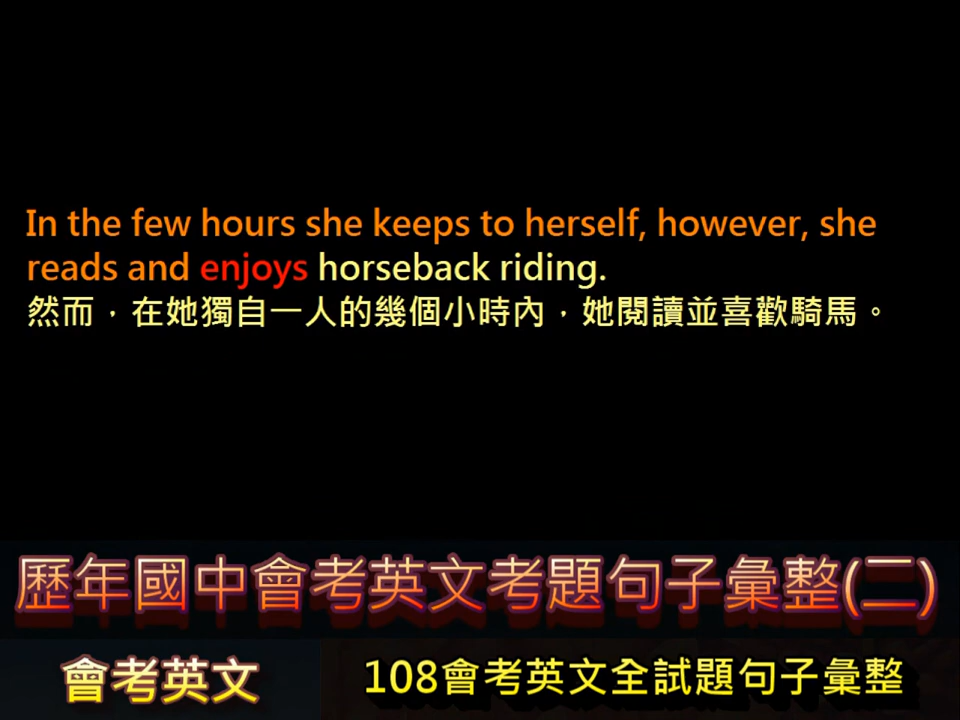 In the few hours she keeps to herself, however, she
reads and enjoys horseback riding.
然而，在她獨自一人的幾個小時內，她閱讀並喜歡騎馬。
歷年國中會考英文考題句子彙整(二)
會考英文
108會考英文全試題句子彙整